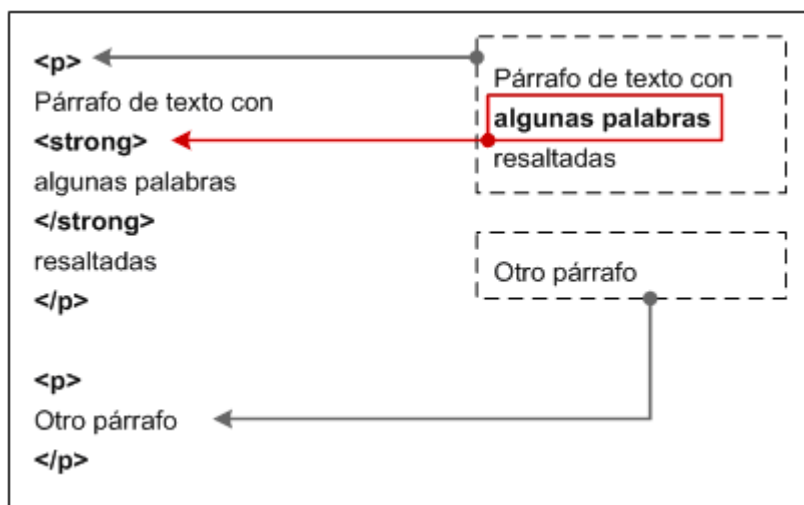 <p>
Párrafo de texto con
<strong>
algunas palabras
</strong>
resaltadas
</p>
<p>
Otro párrafo
</p>
Párrafo de texto con
algunas palabras
resaltadas
Otro párrafo